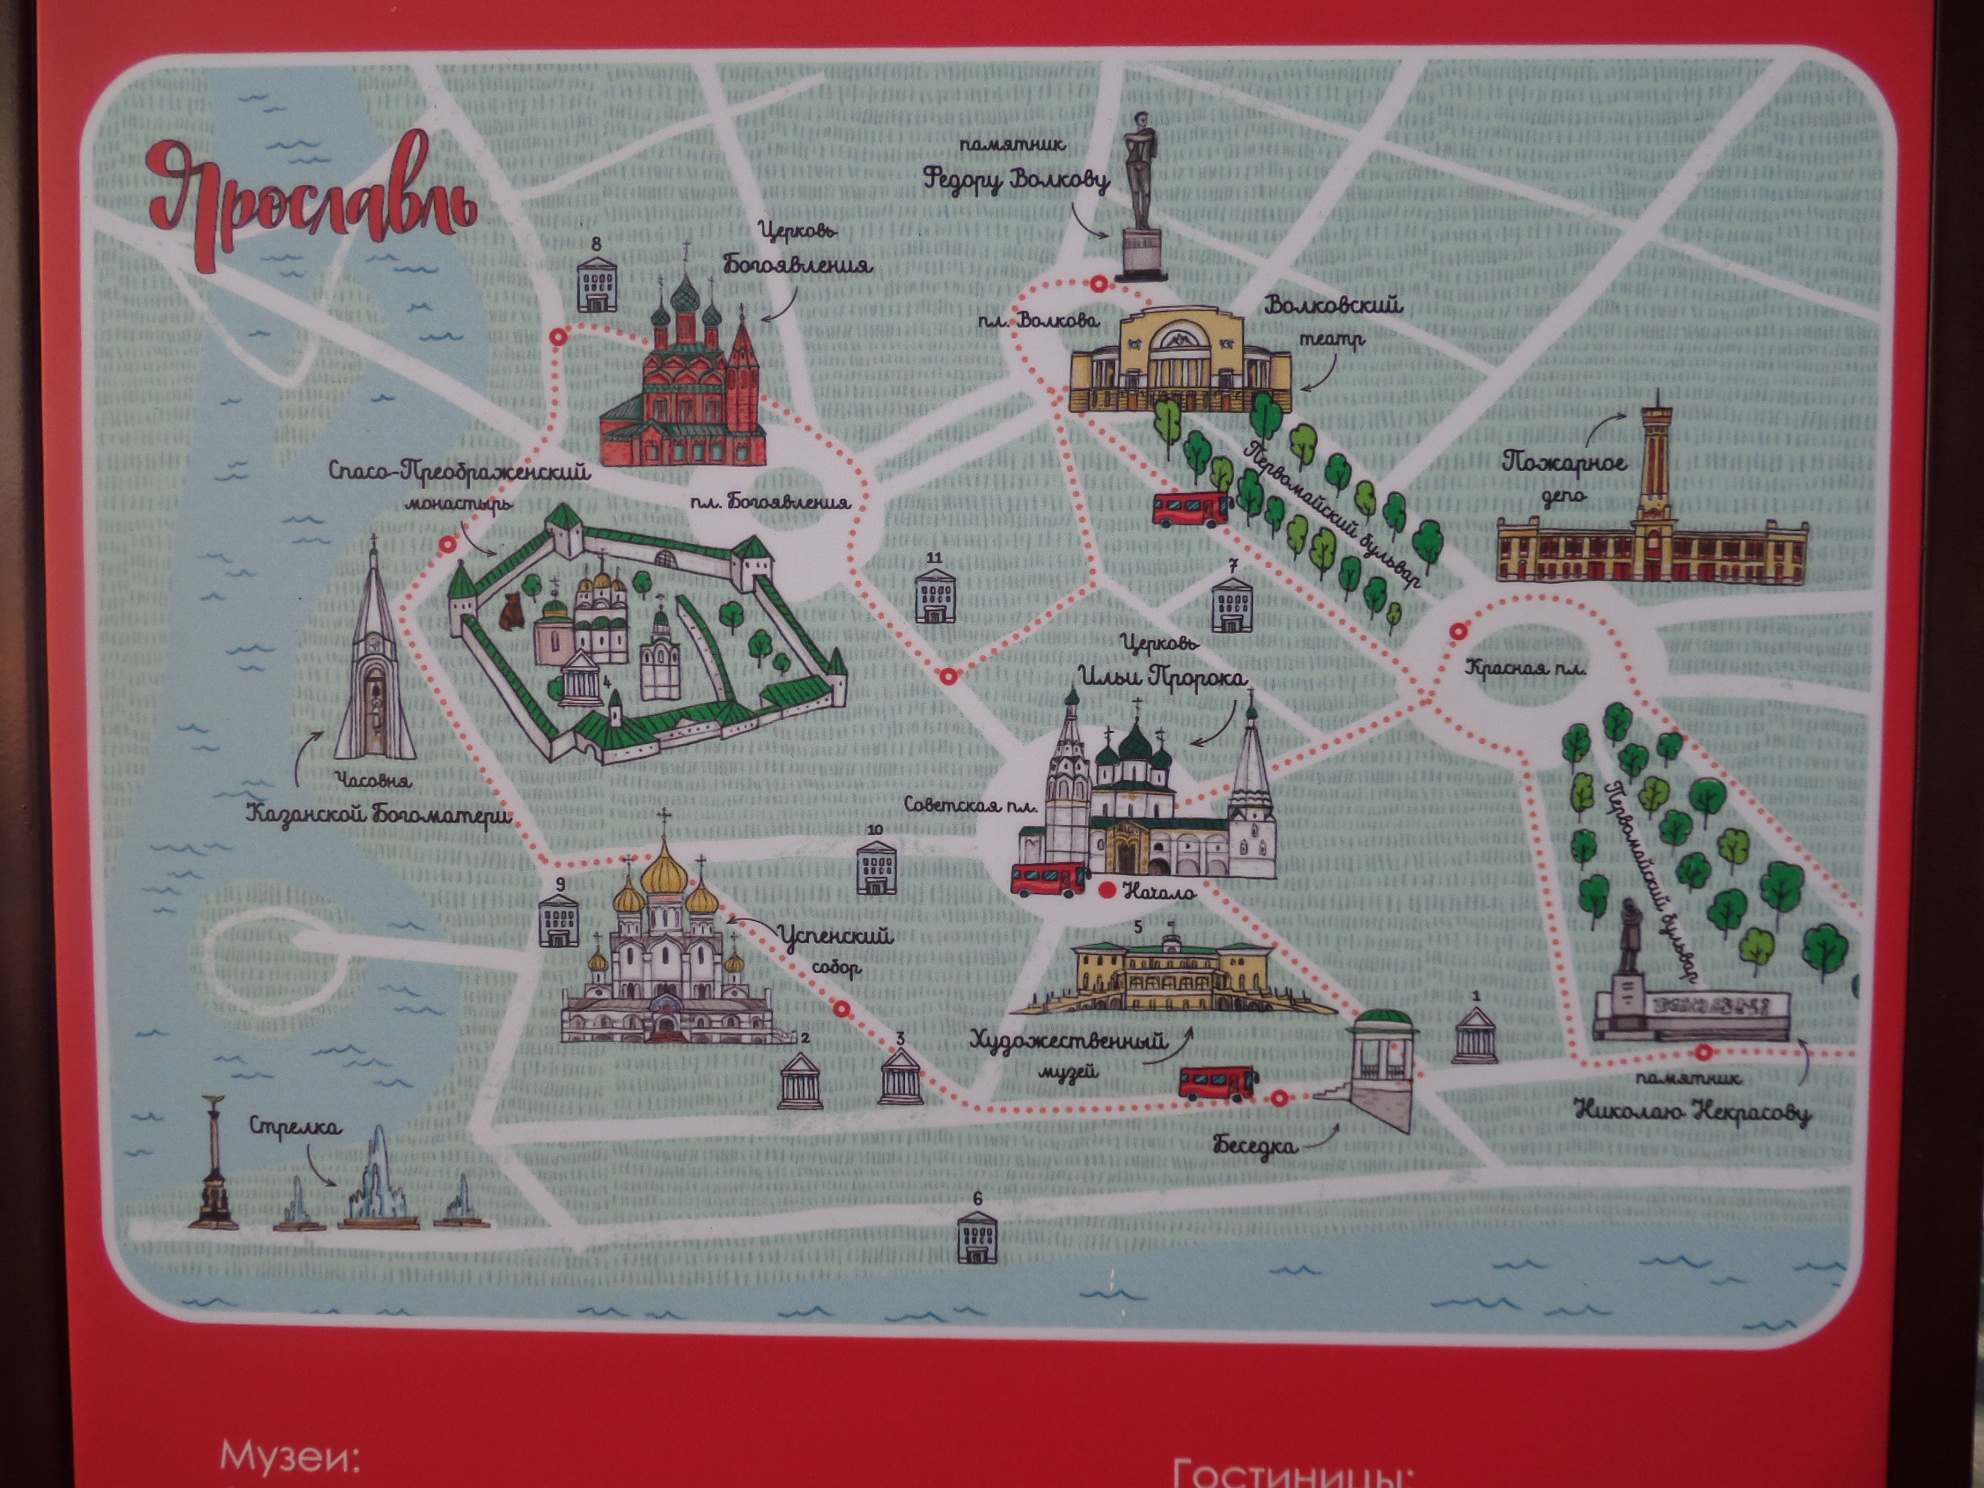 Ярославль
памятник
Федору Волкову
Церковь
Богоявления
8
пл. Волкова
Волковский
театр
Пожарное
депо
Первомайский бульвар
Спасо-Преображенский
монастырь
пл. Богоявления
11
7
4
Церковь
Ильи Пророка
Красная пл.
Часовня
Казанской Богоматери
Советская пл.
10
Начало
9
Успенский
собор
5
Первомайский бульвар
1
2
3
Художественный
музей
памятник
Николаю Некрасову
Беседка
Стрелка
6
Музеи:
Гостиницы: